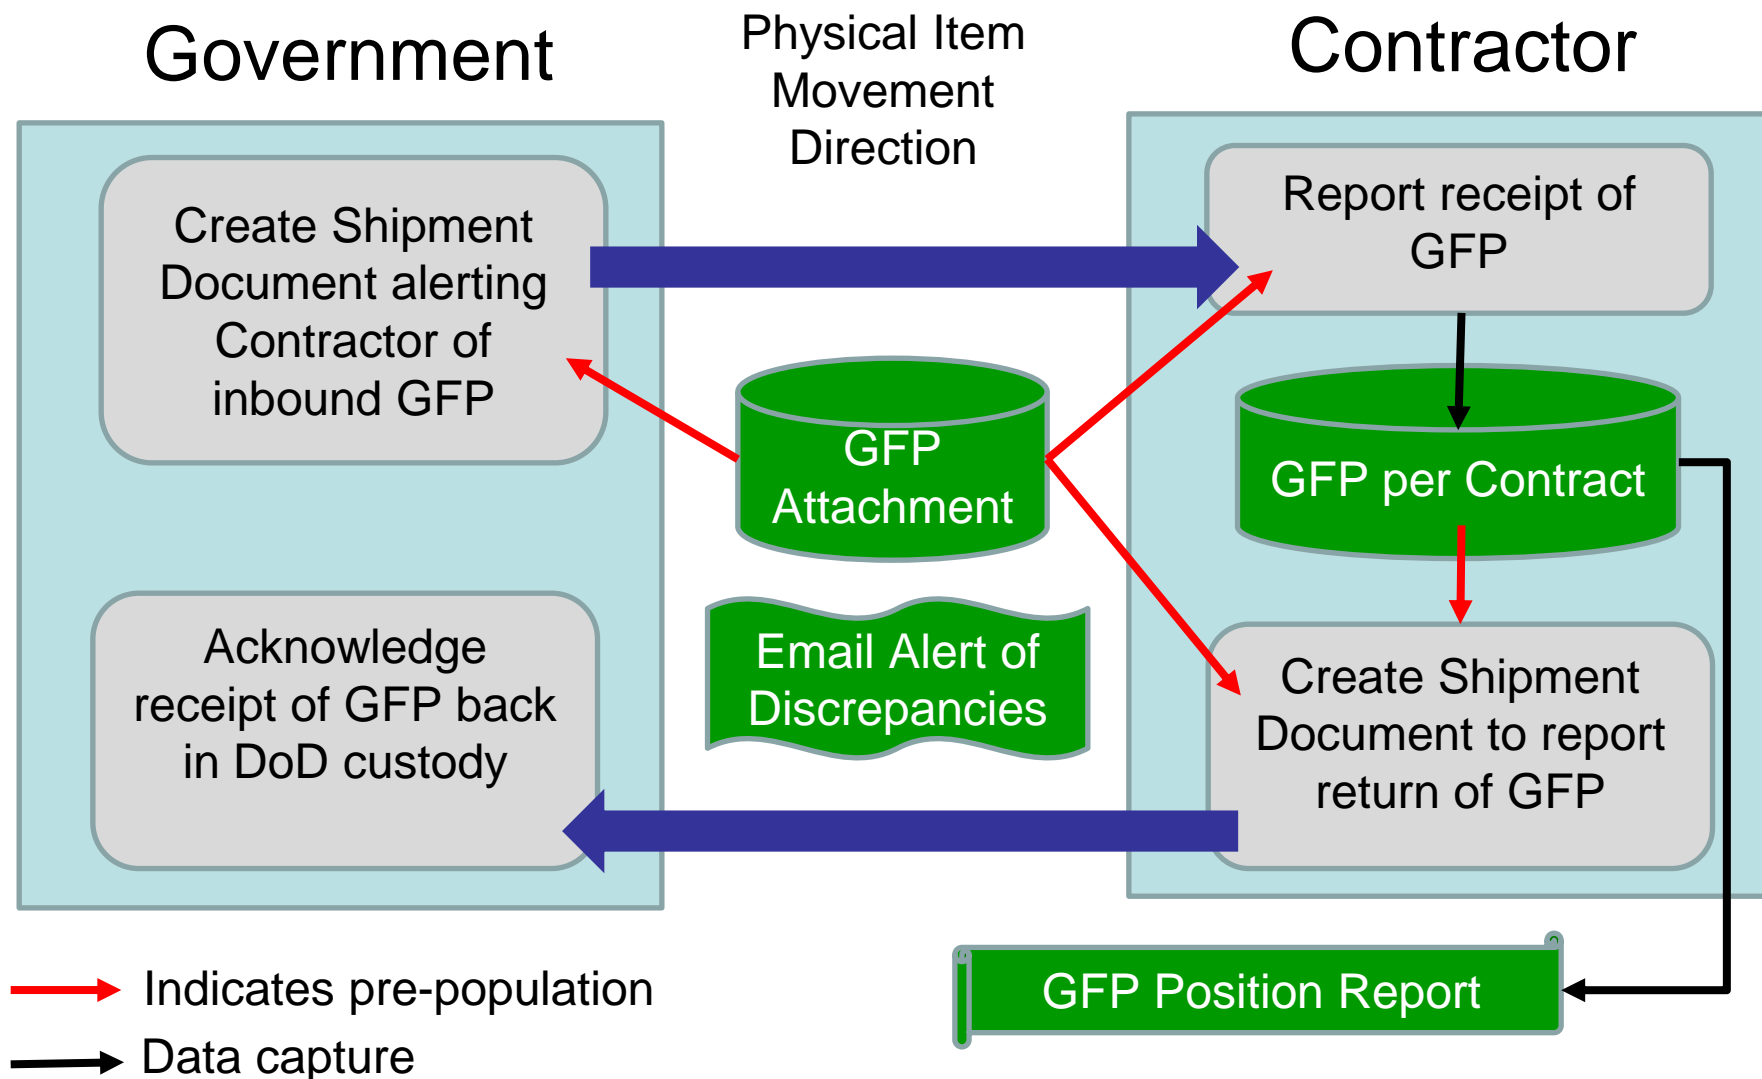 Government
Physical Item
Movement
Direction
Contractor
Create Shipment
Document alerting
Contractor of
inbound GFP
Report receipt of
GFP
GFP
Attachment
GFP per Contract
Acknowledge
receipt of GFP back
in DoD custody
Email Alert of
Discrepancies
Create Shipment
Document to report
return of GFP
Indicates pre-population
Data capture
GFP Position Report